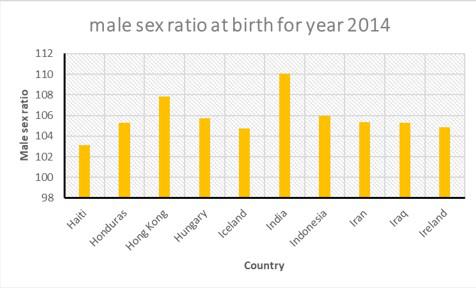 male sex ratio at birth for year 2014
112
110
108
106
104
102
100
98
Male sex ratio
Haiti
Honduras
Hong Kong
Hungary
Iceland
India
Indonesia
Iran
Iraq
Ireland
Country